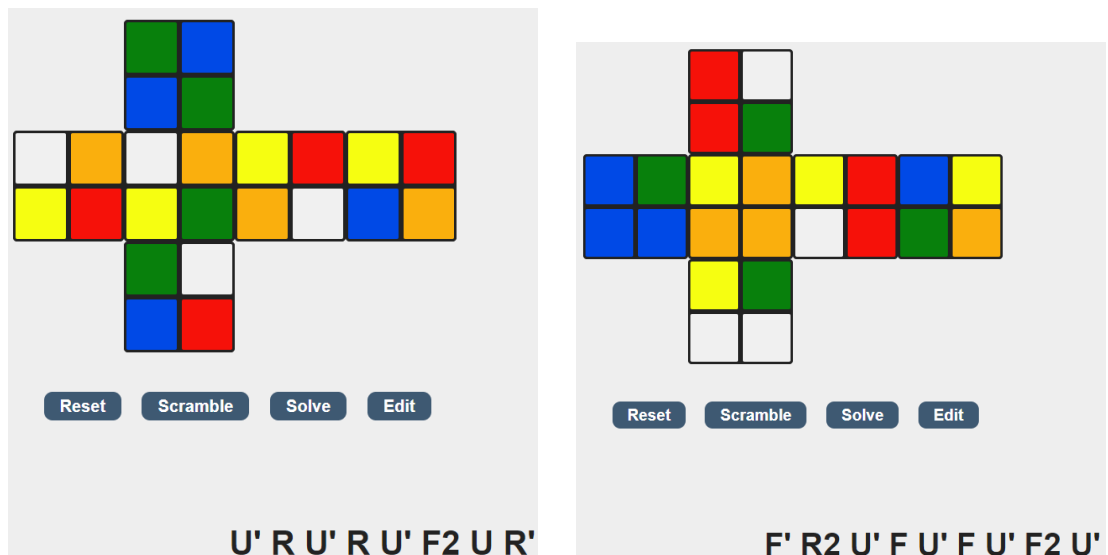 Reset Scramble Solve Edit
U' R U' R U' F2 U R'
Reset Scramble Solve Edit
F' R2 U' F U' F U' F2 U'